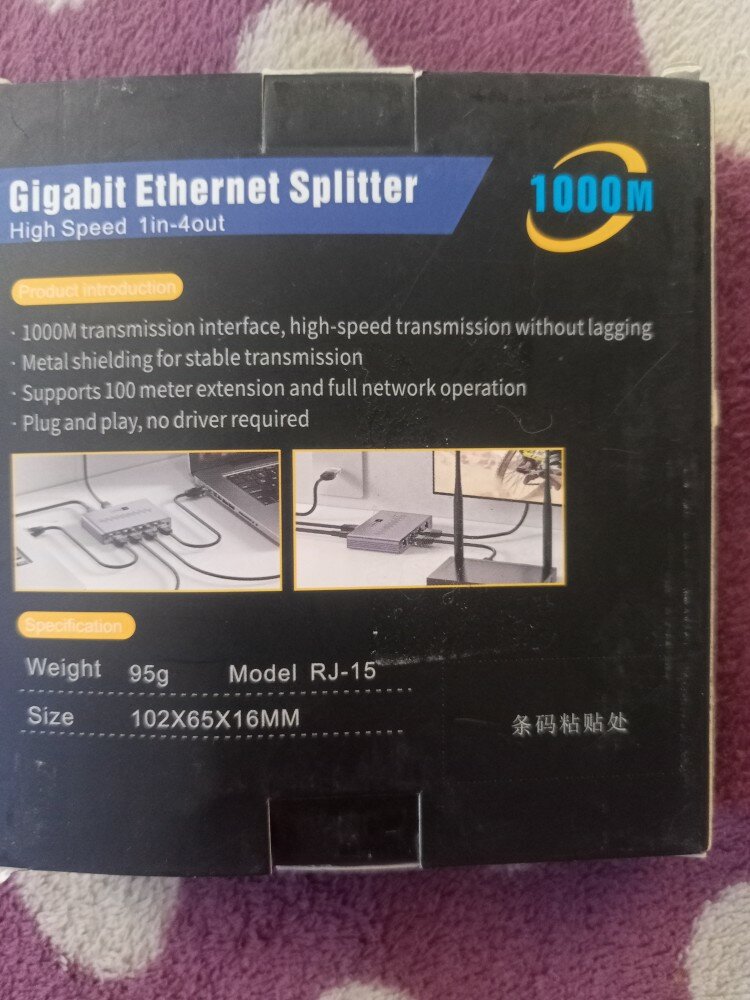 Gigabit Ethernet Splitter
High Speed 1in-4out
1000M
Product introduction
· 1000M transmission interface, high-speed transmission without lagging
· Metal shielding for stable transmission
· Supports 100 meter extension and full network operation
· Plug and play, no driver required
Specification
Weight 95g Model RJ-15
Size 102X65X16MM
条码粘贴处